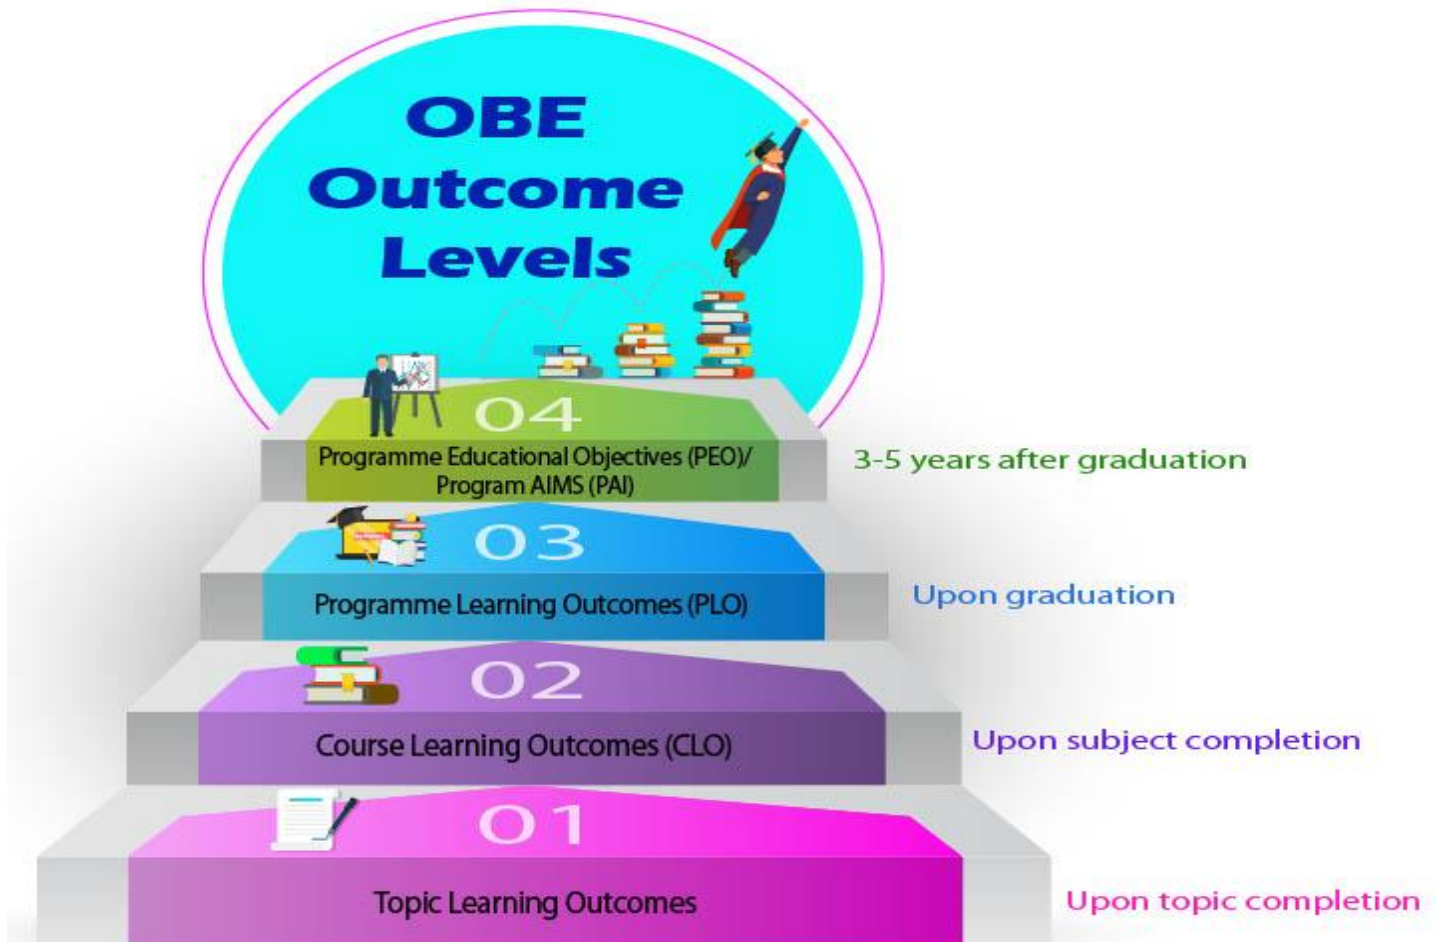 OBE
Outcome
Levels
04
Programme Educational Objectives (PEO)/
Program AIMS (PAI)
3-5 years after graduation
03
Programme Learning Outcomes (PLO)
Upon graduation
02
Course Learning Outcomes (CLO)
Upon subject completion
01
Topic Learning Outcomes
Upon topic completion